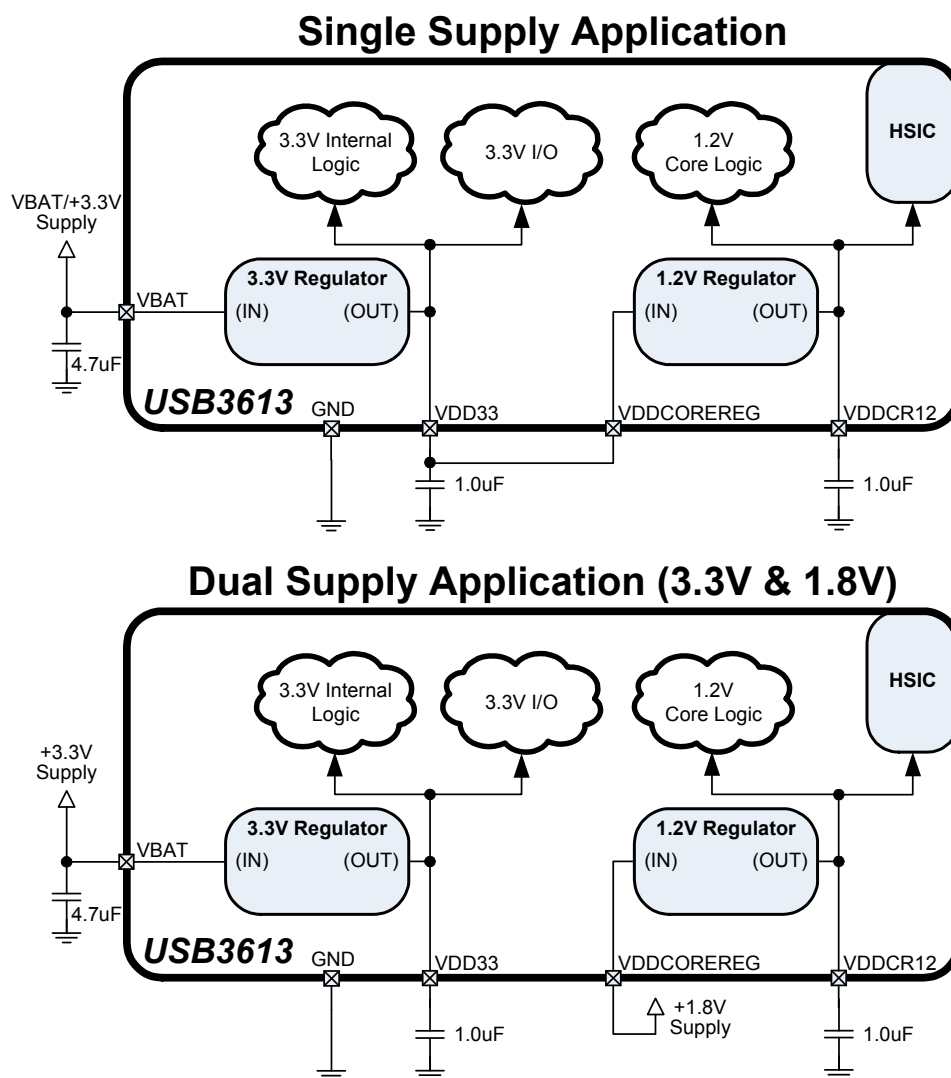 Single Supply Application
3.3V Internal
Logic
3.3V I/O
1.2V
Core Logic
HSIC
VBAT/+3.3V
Supply
VBAT
3.3V Regulator
(IN)
(OUT)
1.2V Regulator
(IN)
(OUT)
4.7uF
USB3613
GND
VDD33
VDDCOREREG
VDDCR12
1.0uF
1.0uF
Dual Supply Application (3.3V & 1.8V)
3.3V Internal
Logic
3.3V I/O
1.2V
Core Logic
HSIC
+3.3V
Supply
VBAT
3.3V Regulator
(IN)
(OUT)
1.2V Regulator
(IN)
(OUT)
4.7uF
USB3613
GND
VDD33
VDDCOREREG
VDDCR12
1.0uF
+1.8V
Supply
1.0uF